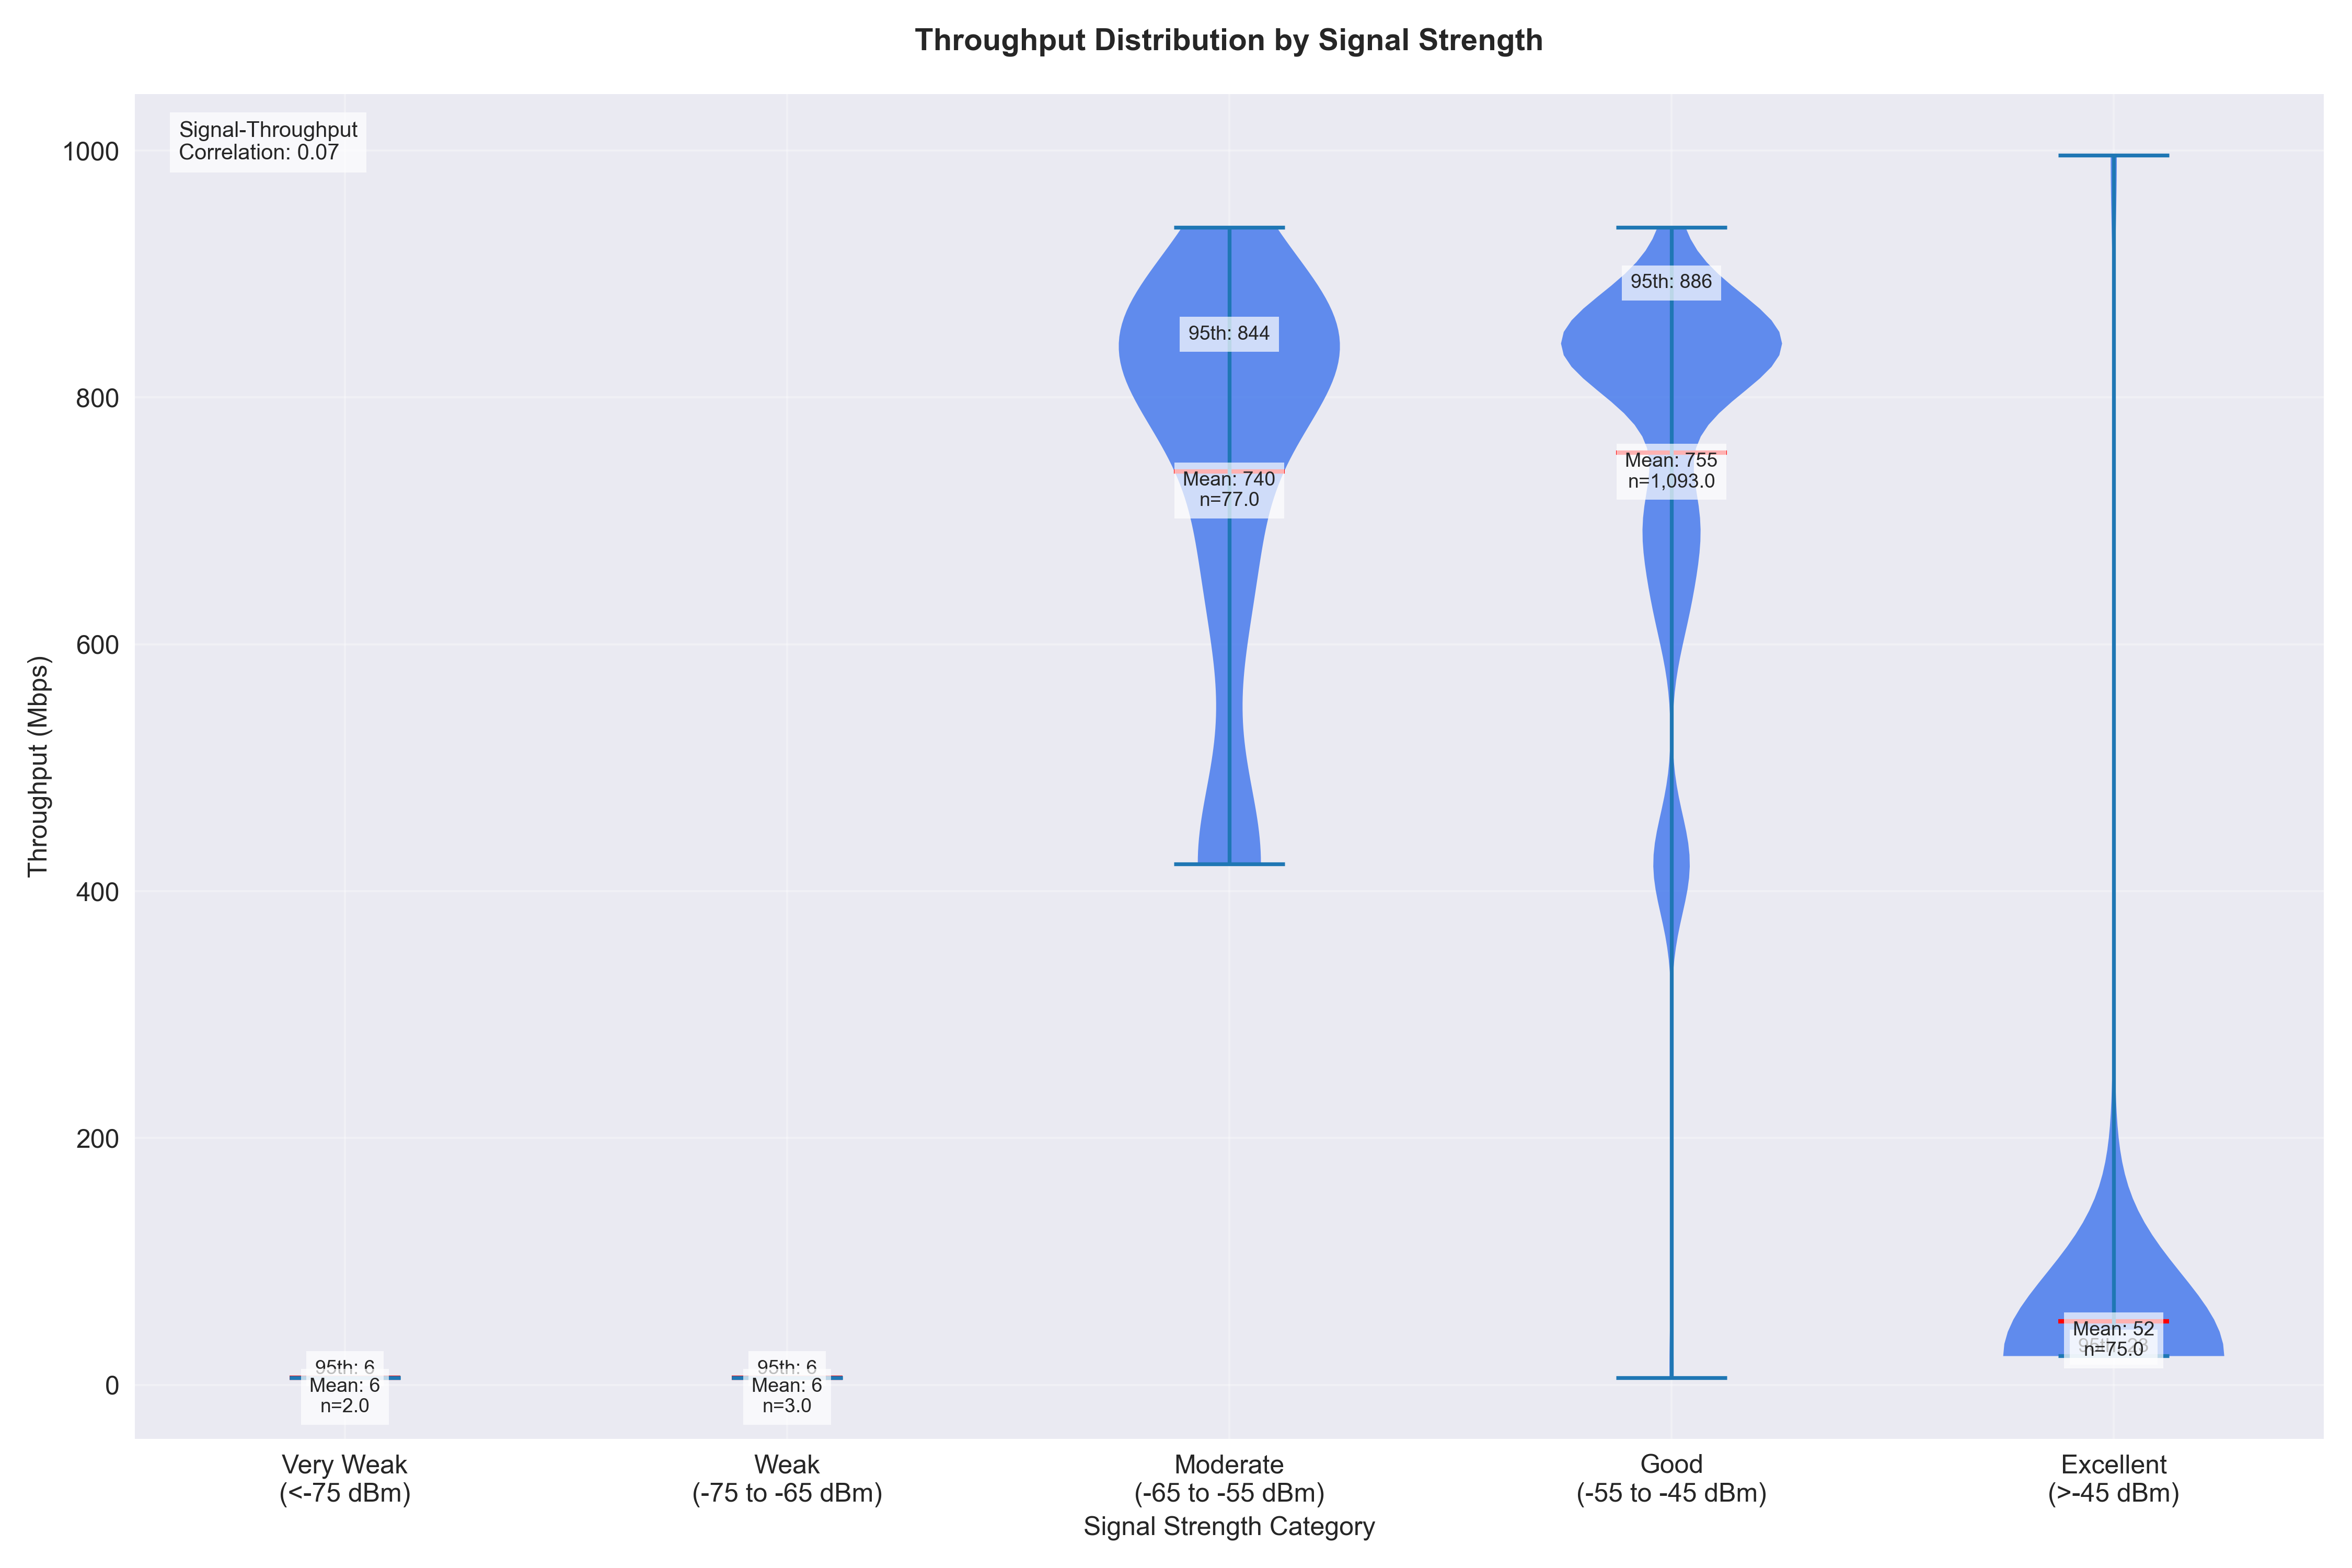 Throughput Distribution by Signal Strength
Signal-Throughput
Correlation: 0.07
Throughput (Mbps)
1000
800
600
400
200
0
95th: 6
Mean: 6
n=2.0
95th: 6
Mean: 6
n=3.0
95th: 844
Mean: 740
n=77.0
95th: 886
Mean: 755
n=1,093.0
Mean: 52
n=75.0
Very Weak
(<-75 dBm)
Weak
(-75 to -65 dBm)
Moderate
(-65 to -55 dBm)
Good
(-55 to -45 dBm)
Excellent
(>-45 dBm)
Signal Strength Category